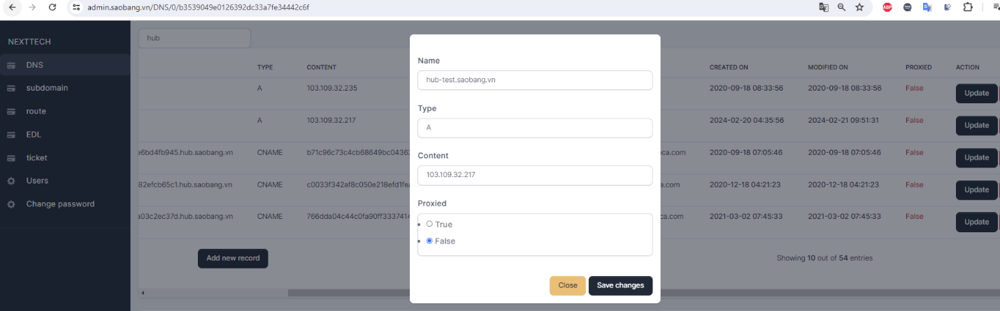 admin.saobang.vn/DNS/0/b3539049e0126392dc33a7fe34442c6f
ABP
NEXTTECH
DNS
subdomain
route
EDL
ticket
Users
Change password
hub
TYPE CONTENT CREATED ON MODIFIED ON PROXIED ACTION
A 103.109.32.235 2020-09-18 08:33:56 2020-09-18 08:33:56 False Update
A 103.109.32.217 2024-02-20 04:35:56 2024-02-21 09:51:31 False Update
e6bd4fb945.hub.saobang.vn CNAME b71c96c73c4cb68649bc04362 oca.com 2020-09-18 07:05:46 2020-09-18 07:05:46 False Update
82efcb65c1.hub.saobang.vn CNAME c0033f342af8c050e218efd1fea ca.com 2020-12-18 04:21:23 2020-12-18 04:21:23 False Update
a03c2ec37d.hub.saobang.vn CNAME 766dda04c44c0fa90ff3337414 ca.com 2021-03-02 07:45:33 2021-03-02 07:45:33 False Update
Add new record
Showing 10 out of 54 entries
Name
hub-test.saobang.vn
Type
A
Content
103.109.32.217
Proxied
True
False
Close Save changes